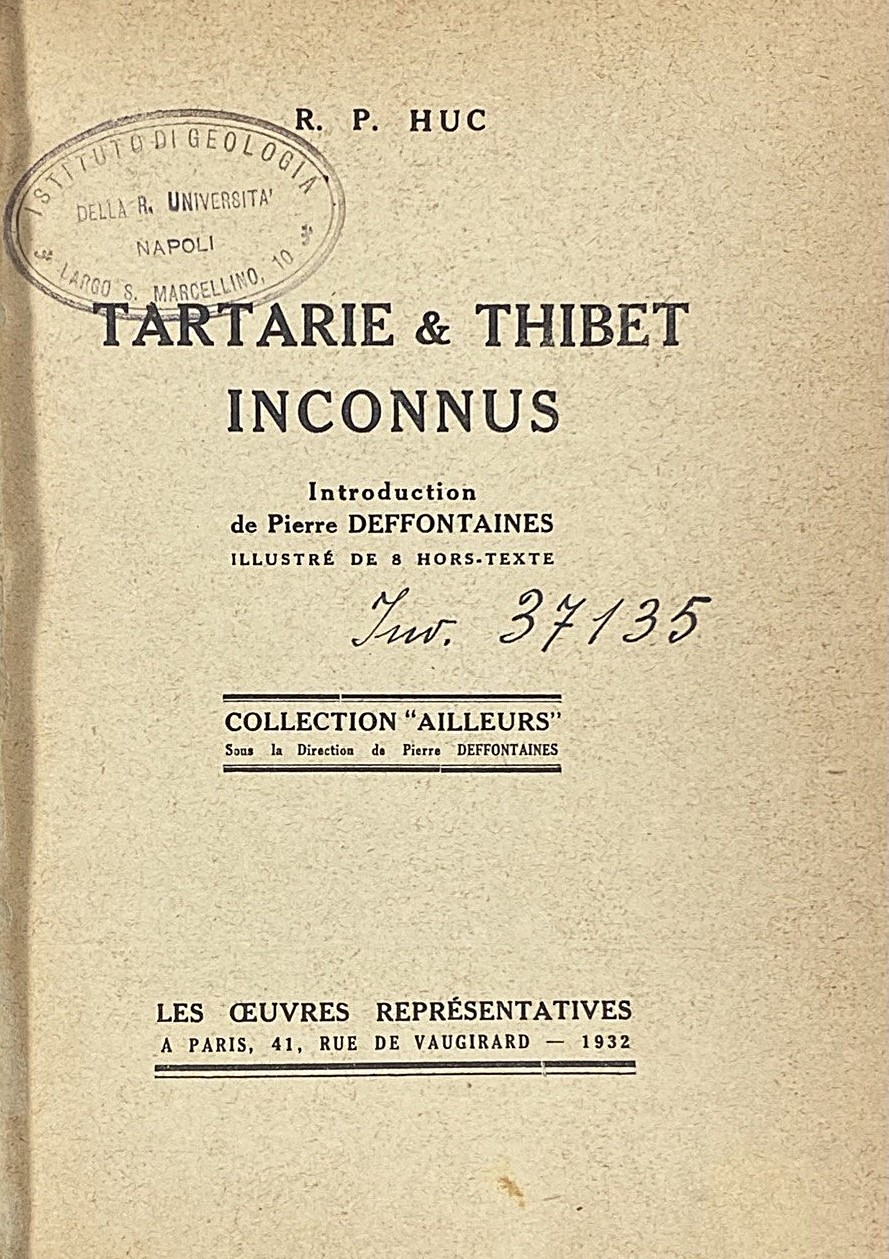 R. P. HUC
ISTITUTO DI GEOLOGIA
DELLA R. UNIVERSITA'
NAPOLI
LARGO S. MARCELLINO, 10
TARTARIE & THIBET
INCONNUS
Introduction
de Pierre DEFFONTAINES
ILLUSTRÉ DE 8 HORS-TEXTE
Inv. 37135
COLLECTION "AILLEURS"
Sous la Direction de Pierre DEFFONTAINES
LES ŒUVRES REPRÉSENTATIVES
A PARIS, 41, RUE DE VAUGIRARD — 1932